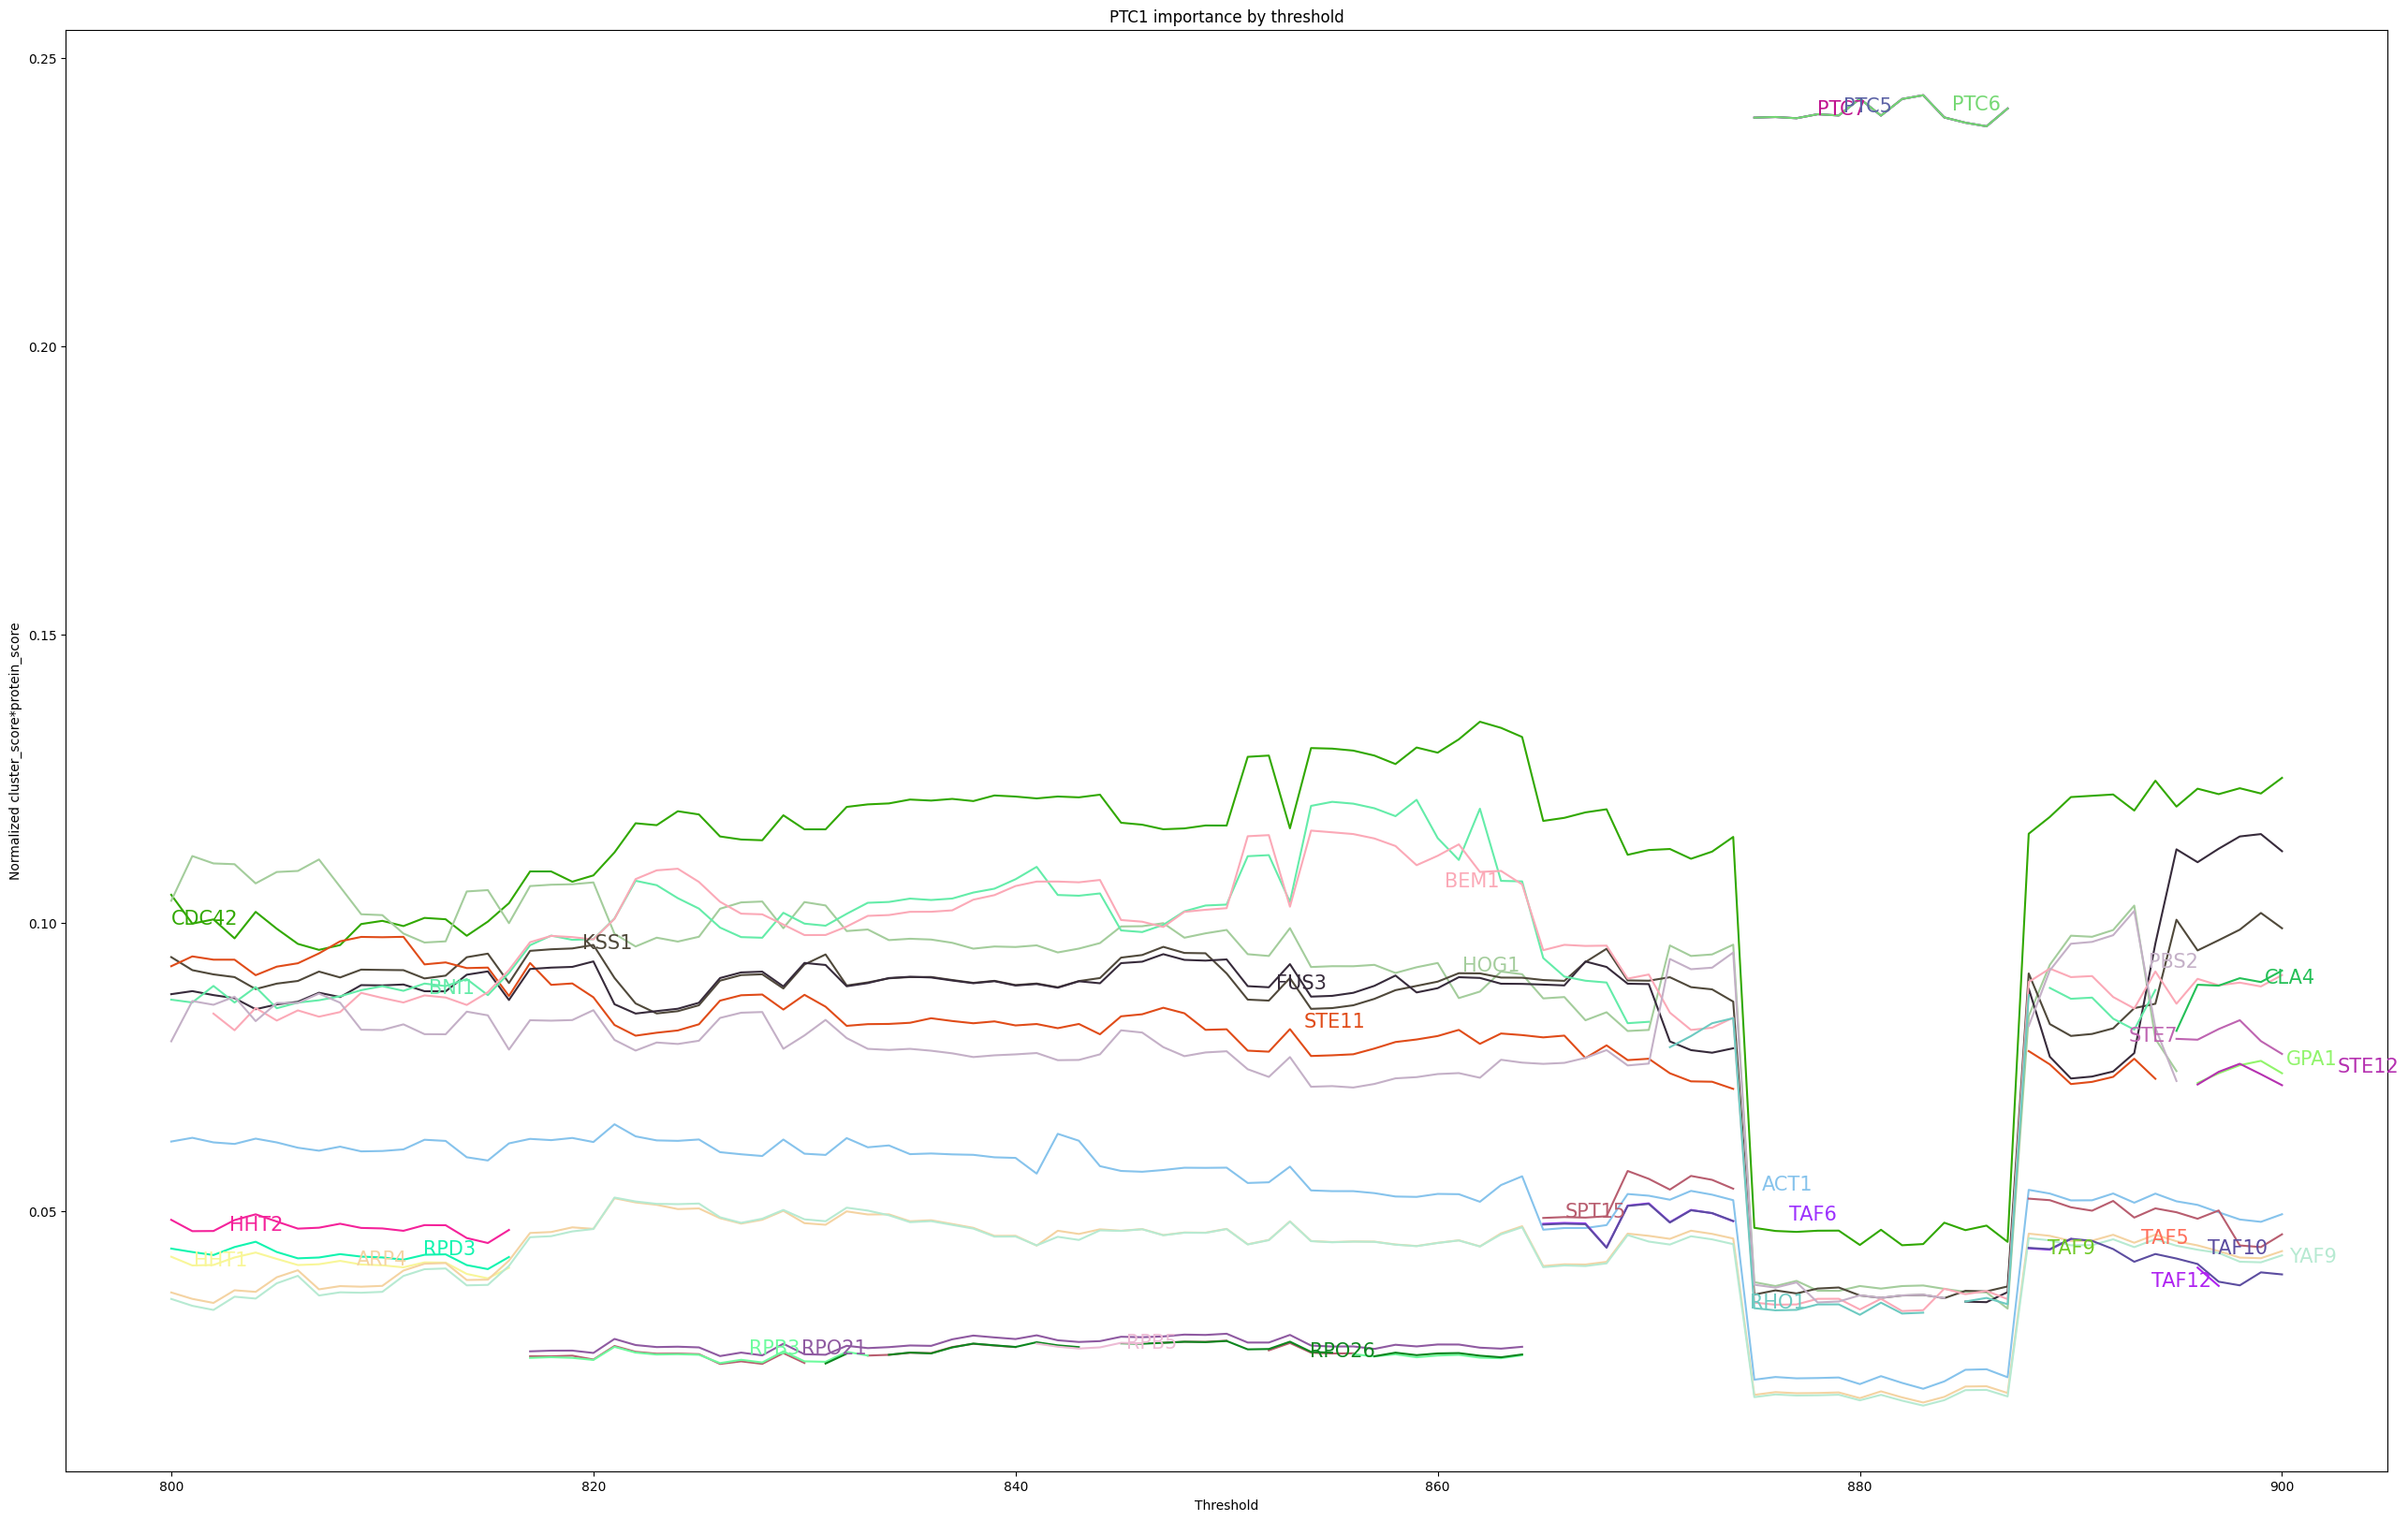 PTC1 importance by threshold
0.25
PTC7
PTC5
PTC6
0.20
0.15
Normalized cluster_score*protein_score
0.10
CDC42
KSS1
BNI1
FUS3
STE11
BEM1
HOG1
PBS2
CLA4
STE7
GPA1
STE12
0.05
HHT2
HHT1
ARP4
RPD3
SPT15
ACT1
TAF6
TAF9
TAF5
TAF10
YAF9
TAF12
RHO1
RPB3
RPO21
RPB5
RPO26
800
820
840
860
880
900
Threshold